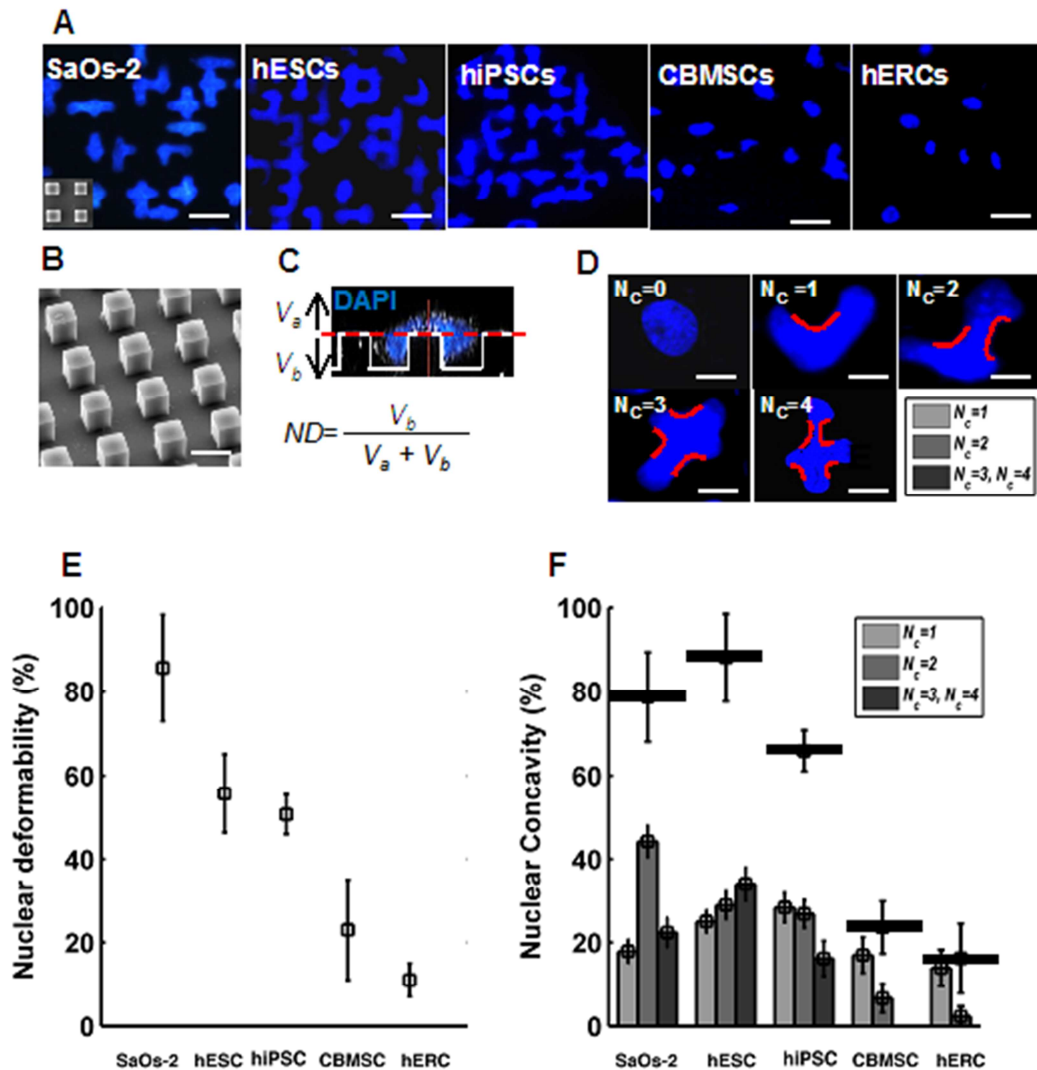 A
SaOs-2
hESCs
hiPSCs
CBMSCs
hERCs
B
C
D
DAPI
Va
Vb
ND= Vb / Va + Vb
Nc=0
Nc=1
Nc=2
Nc=3
Nc=4
Nc=1
Nc=2
Nc=3, Nc=4
E
E
Nuclear deformability (%)
100
80
60
40
20
0
SaOs-2
hESC
hiPSC
CBMSC
hERC
F
Nuclear Concavity (%)
100
80
60
40
20
0
Nc=1
Nc=2
Nc=3, Nc=4
SaOs-2
hESC
hiPSC
CBMSC
hERC